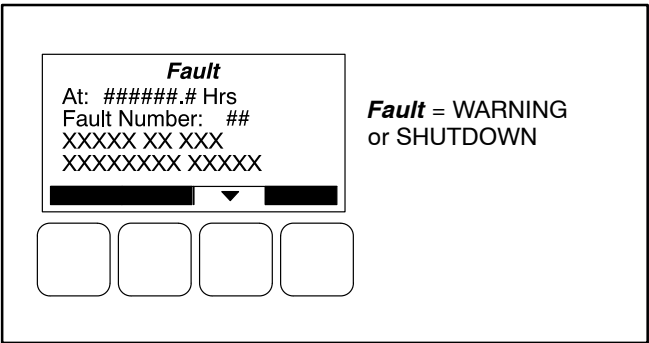 Fault
At: ######.# Hrs
Fault Number: ##
XXXXX XX XXX
XXXXXXXX XXXXX
Fault = WARNING
or SHUTDOWN